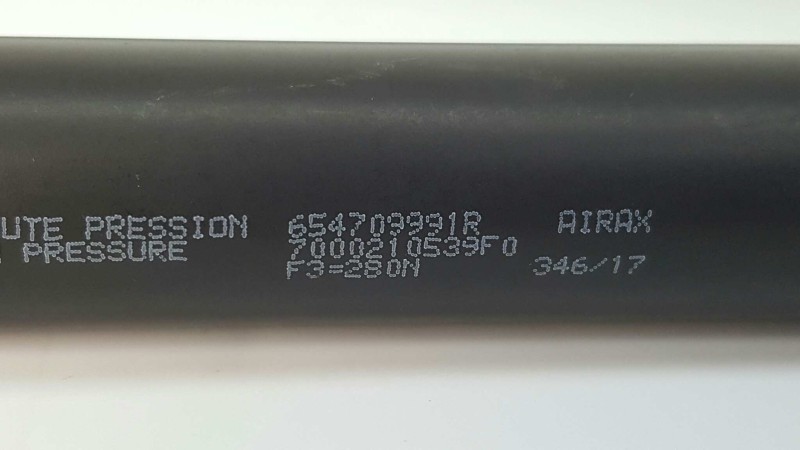 UTE PRESSION 654709991R AIRAX
PRESSURE 7000210539F0
F3=280N 346/17